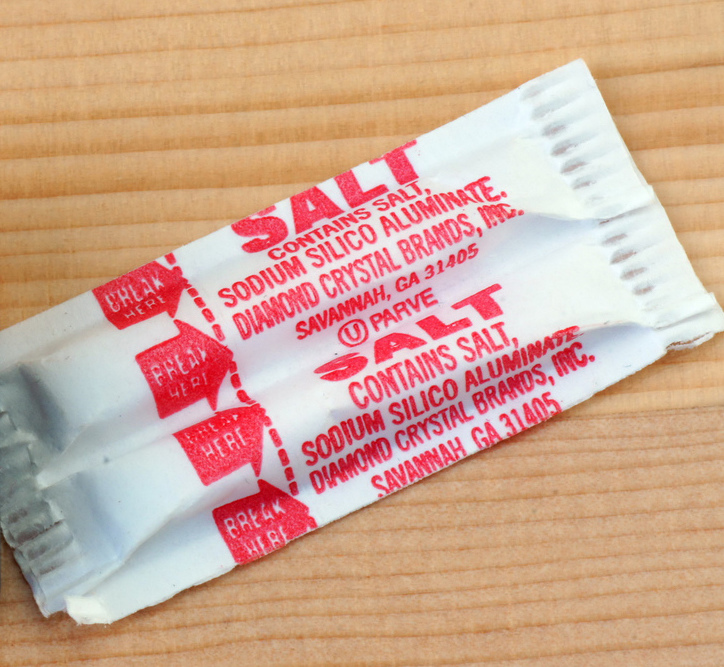 SALT
CONTAINS SALT,
SODIUM SILICO ALUMINATE.
DIAMOND CRYSTAL BRANDS, INC.
SAVANNAH, GA 31405
Ⓤ PARVE
SALT
CONTAINS SALT,
SODIUM SILICO ALUMINATE
DIAMOND CRYSTAL BRANDS, INC.
SAVANNAH, GA 31405
BREAK
HERE
BREAK
HERE
BREAK
HERE
BREAK
HERE